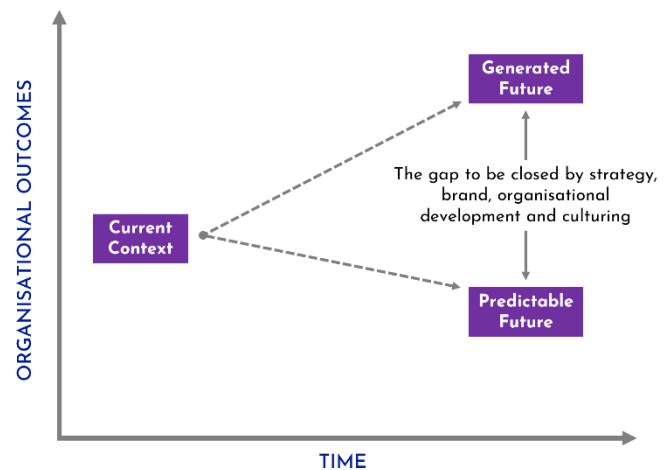 ORGANISATIONAL OUTCOMES
Generated
Future
The gap to be closed by strategy,
brand, organisational
development and culturing
Current
Context
Predictable
Future
TIME